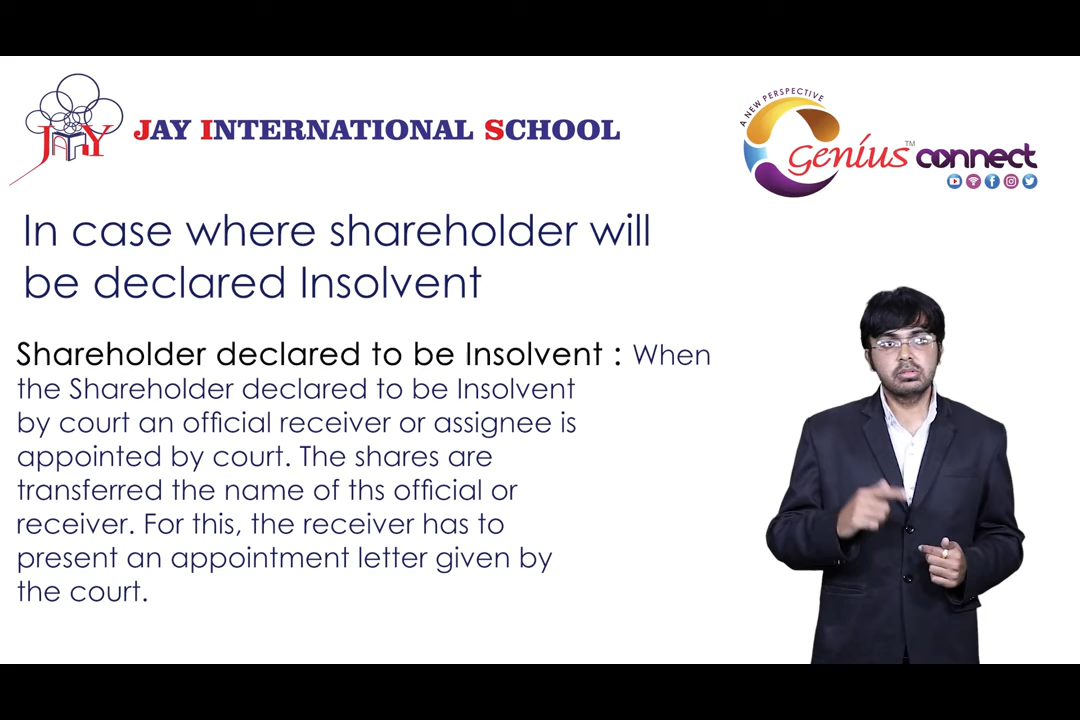 JAY
JAY INTERNATIONAL SCHOOL
A NEW PERSPECTIVE
Genius TM connect
In case where shareholder will
be declared Insolvent
Shareholder declared to be Insolvent : When
the Shareholder declared to be Insolvent
by court an official receiver or assignee is
appointed by court. The shares are
transferred the name of ths official or
receiver. For this, the receiver has to
present an appointment letter given by
the court.